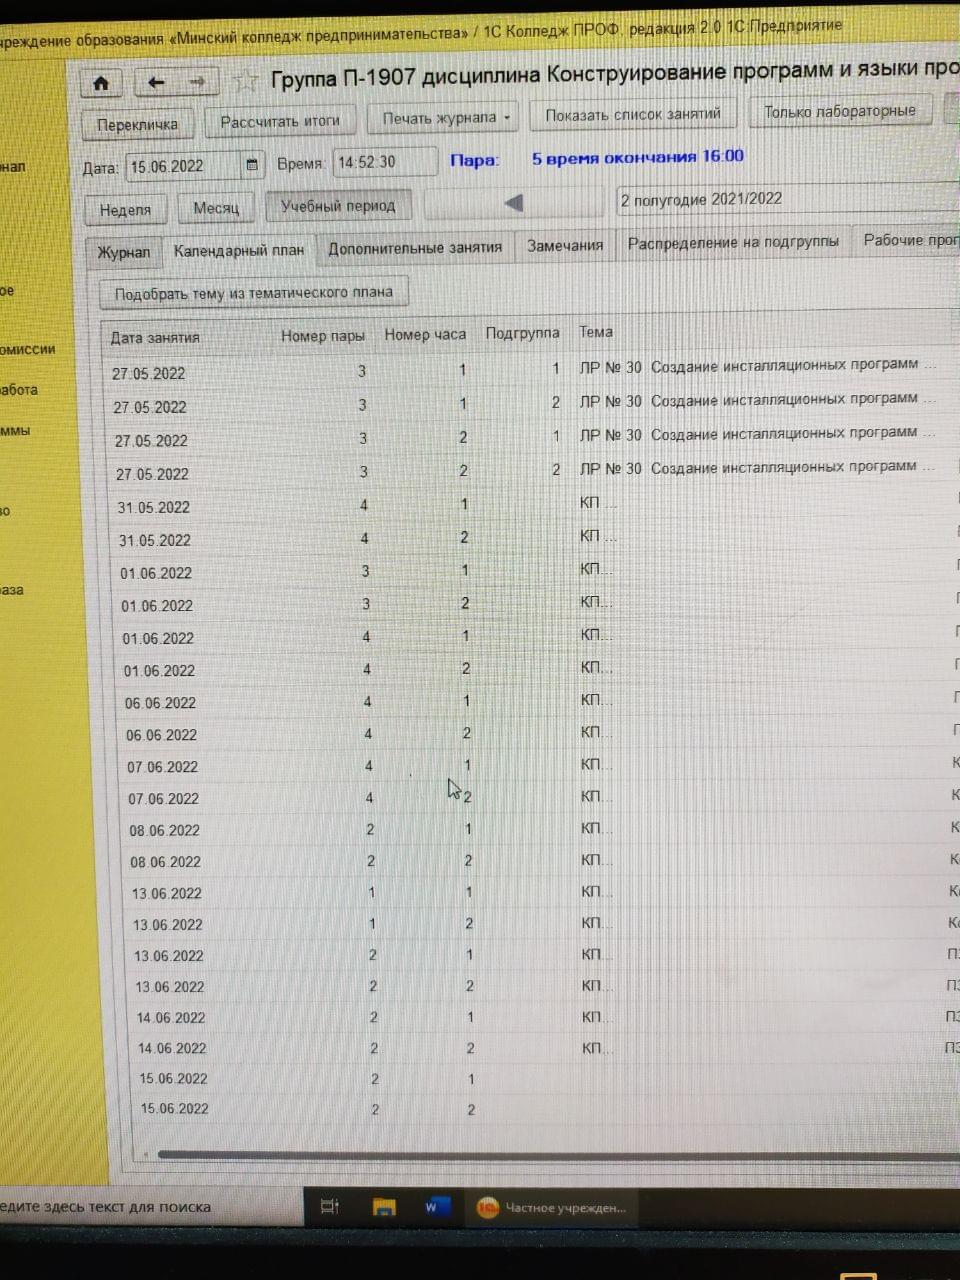 чреждение образования «Минский колледж предпринимательства» / 1С Колледж ПРОФ, редакция 2.0 1С:Предприятие
Группа П-1907 дисциплина Конструирование программ и языки про
Перекличка Рассчитать итоги Печать журнала Показать список занятий Только лабораторные
Дата: 15.06.2022 Время: 14:52:30 Пара: 5 время окончания 16:00
нал
Неделя Месяц Учебный период 2 полугодие 2021/2022
Журнал Календарный план Дополнительные занятия Замечания Распределение на подгруппы Рабочие прог
ое
Подобрать тему из тематического плана
Дата занятия Номер пары Номер часа Подгруппа Тема
омиссии
27.05.2022 3 1 1 ЛР № 30 Создание инсталляционных программ ...
абота
27.05.2022 3 1 2 ЛР № 30 Создание инсталляционных программ ...
ммы
27.05.2022 3 2 1 ЛР № 30 Создание инсталляционных программ ...
27.05.2022 3 2 2 ЛР № 30 Создание инсталляционных программ ...
во
31.05.2022 4 1 КП ...
31.05.2022 4 2 КП ...
01.06.2022 3 1 КП...
раза
01.06.2022 3 2 КП...
01.06.2022 4 1 КП...
01.06.2022 4 2 КП...
06.06.2022 4 1 КП...
06.06.2022 4 2 КП...
07.06.2022 4 1 КП... К
07.06.2022 4 2 КП... К
08.06.2022 2 1 КП... К
08.06.2022 2 2 КП... К
13.06.2022 1 1 КП... Ко
13.06.2022 1 2 КП... Ко
13.06.2022 2 1 КП... ПЗ
13.06.2022 2 2 КП... ПЗ
14.06.2022 2 1 КП... ПЗ
14.06.2022 2 2 КП... ПЗ
15.06.2022 2 1
15.06.2022 2 2
едите здесь текст для поиска W 1С Частное учрежден...